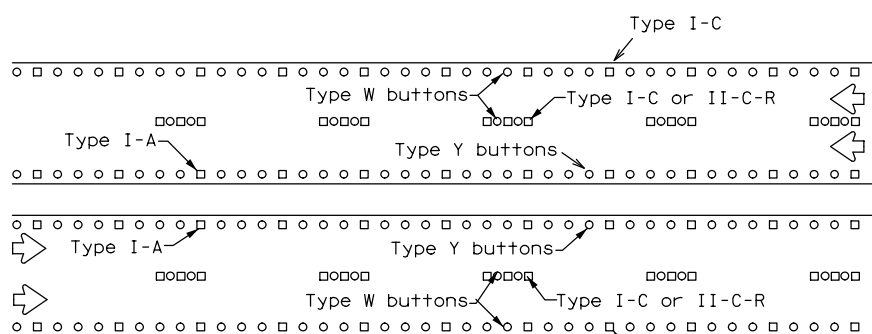 Type I-C
Type W buttons
Type I-C or II-C-R
Type I-A
Type Y buttons
Type I-A
Type Y buttons
Type W buttons
Type I-C or II-C-R